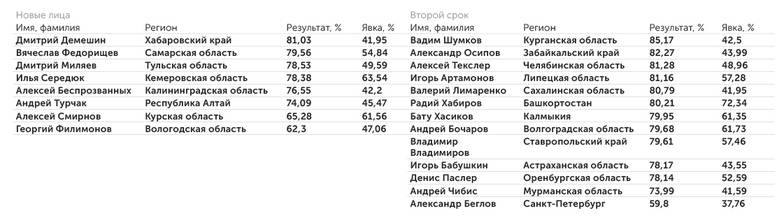 Новые лица
Имя, фамилия Регион Результат, % Явка, %
Дмитрий Демешин Хабаровский край 81,03 41,95
Вячеслав Федорищев Самарская область 79,56 54,84
Дмитрий Миляев Тульская область 78,53 49,59
Илья Середюк Кемеровская область 78,38 63,54
Алексей Беспрозванных Калининградская область 76,55 42,2
Андрей Турчак Республика Алтай 74,09 45,47
Алексей Смирнов Курская область 65,28 61,56
Георгий Филимонов Вологодская область 62,3 47,06
Второй срок
Имя, фамилия Регион Результат, % Явка, %
Вадим Шумков Курганская область 85,17 42,5
Александр Осипов Забайкальский край 82,27 43,99
Алексей Текслер Челябинская область 81,28 48,96
Игорь Артамонов Липецкая область 81,16 57,28
Валерий Лимаренко Сахалинская область 80,79 41,95
Радий Хабиров Башкортостан 80,21 72,34
Бату Хасиков Калмыкия 79,95 61,35
Андрей Бочаров Волгоградская область 79,68 61,73
Владимир Ставропольский край 79,61 57,46
Владимиров
Игорь Бабушкин Астраханская область 78,17 43,55
Денис Паслер Оренбургская область 78,14 52,59
Андрей Чибис Мурманская область 73,99 41,59
Александр Беглов Санкт-Петербург 59,8 37,76